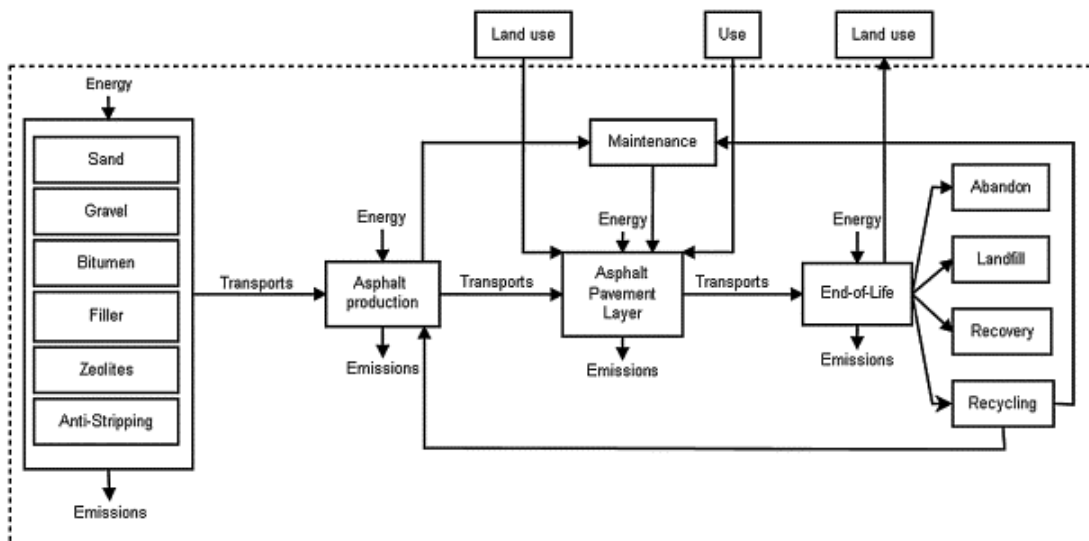 Land use
Use
Land use
Energy
Sand
Gravel
Bitumen
Filler
Zeolites
Anti-Stripping
Emissions
Transports
Energy
Asphalt
production
Emissions
Transports
Maintenance
Energy
Asphalt
Pavement
Layer
Emissions
Transports
Energy
End-of-Life
Emissions
Abandon
Landfill
Recovery
Recycling